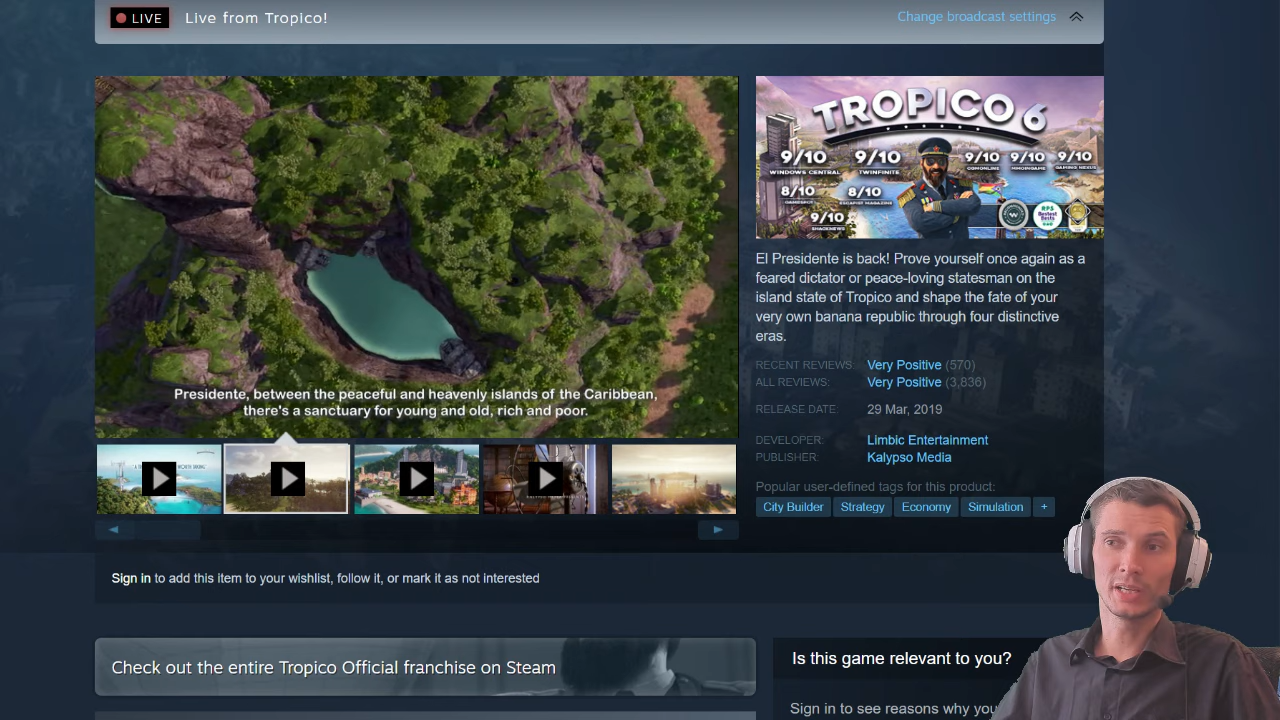 LIVE
Live from Tropico!
Change broadcast settings
TROPICO 6
9/10
WINDOWS CENTRAL
9/10
TWINFINITE
9/10
9/10
9/10
8/10
GAMESPOT
8/10
ESCAPIST MAGAZINE
9/10
SHACKNEWS
Presidente, between the peaceful and heavenly islands of the Caribbean,
there's a sanctuary for young and old, rich and poor.
El Presidente is back! Prove yourself once again as a
feared dictator or peace-loving statesman on the
island state of Tropico and shape the fate of your
very own banana republic through four distinctive
eras.
RECENT REVIEWS: Very Positive (570)
ALL REVIEWS: Very Positive (3,836)
RELEASE DATE: 29 Mar, 2019
DEVELOPER: Limbic Entertainment
PUBLISHER: Kalypso Media
Popular user-defined tags for this product:
City Builder Strategy Economy Simulation +
Sign in to add this item to your wishlist, follow it, or mark it as not interested
Check out the entire Tropico Official franchise on Steam
Is this game relevant to you?
Sign in to see reasons why you